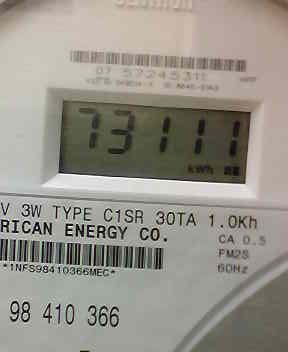 07 57245311
73111
kWh
V 3W TYPE C1SR 30TA 1.0Kh
RICAN ENERGY CO.
CA 0.5
FM2S
60Hz
*1NFS98410366MEC*
98 410 366